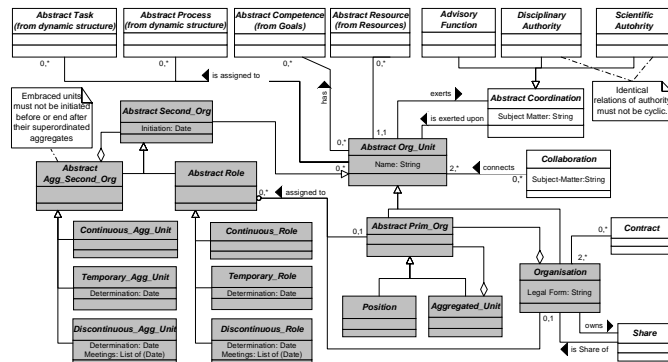 Abstract Task
(from dynamic structure)
Abstract Process
(from dynamic structure)
Abstract Competence
(from Goals)
Abstract Resource
(from Resources)
Advisory
Function
Disciplinary
Authority
Scientific
Autohrity
0,*
0,*
0,*
0,*
is assigned to
has
exerts
Identical
relations of authority
must not be cyclic.
Embraced units
must not be initiated
before or end after
their superordinated
aggregates
Abstract Second_Org
Initiation: Date
Abstract Coordination
Subject Matter: String
is exerted upon
0,*
1,1
Abstract Org_Unit
Name: String
0,*
2,*
connects
0,*
Collaboration
Subject-Matter:String
Abstract
Agg_Second_Org
Abstract Role
0,*
assigned to
0,1
Abstract Prim_Org
Continuous_Agg_Unit
Continuous_Role
Contract
0,*
2,*
Temporary_Agg_Unit
Determination: Date
Temporary_Role
Determination: Date
Organisation
Legal Form: String
Position
Aggregated_Unit
0,1
0,1
owns
Share
is Share of
Discontinuous_Agg_Unit
Determination: Date
Meetings: List of (Date)
Discontinuous_Role
Determination: Date
Meetings: List of (Date)